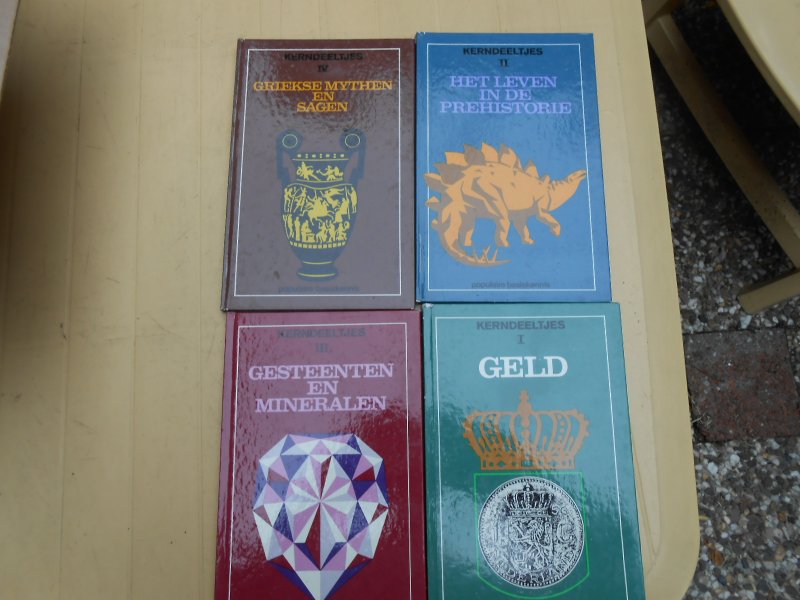 KERNDEELTJES
IV
GRIEKSE MYTHEN
EN
SAGEN
populaire basiskennis
KERNDEELTJES
II
HET LEVEN
IN DE
PREHISTORIE
populaire basiskennis
KERNDEELTJES
III
GESTEENTEN
EN
MINERALEN
KERNDEELTJES
I
GELD